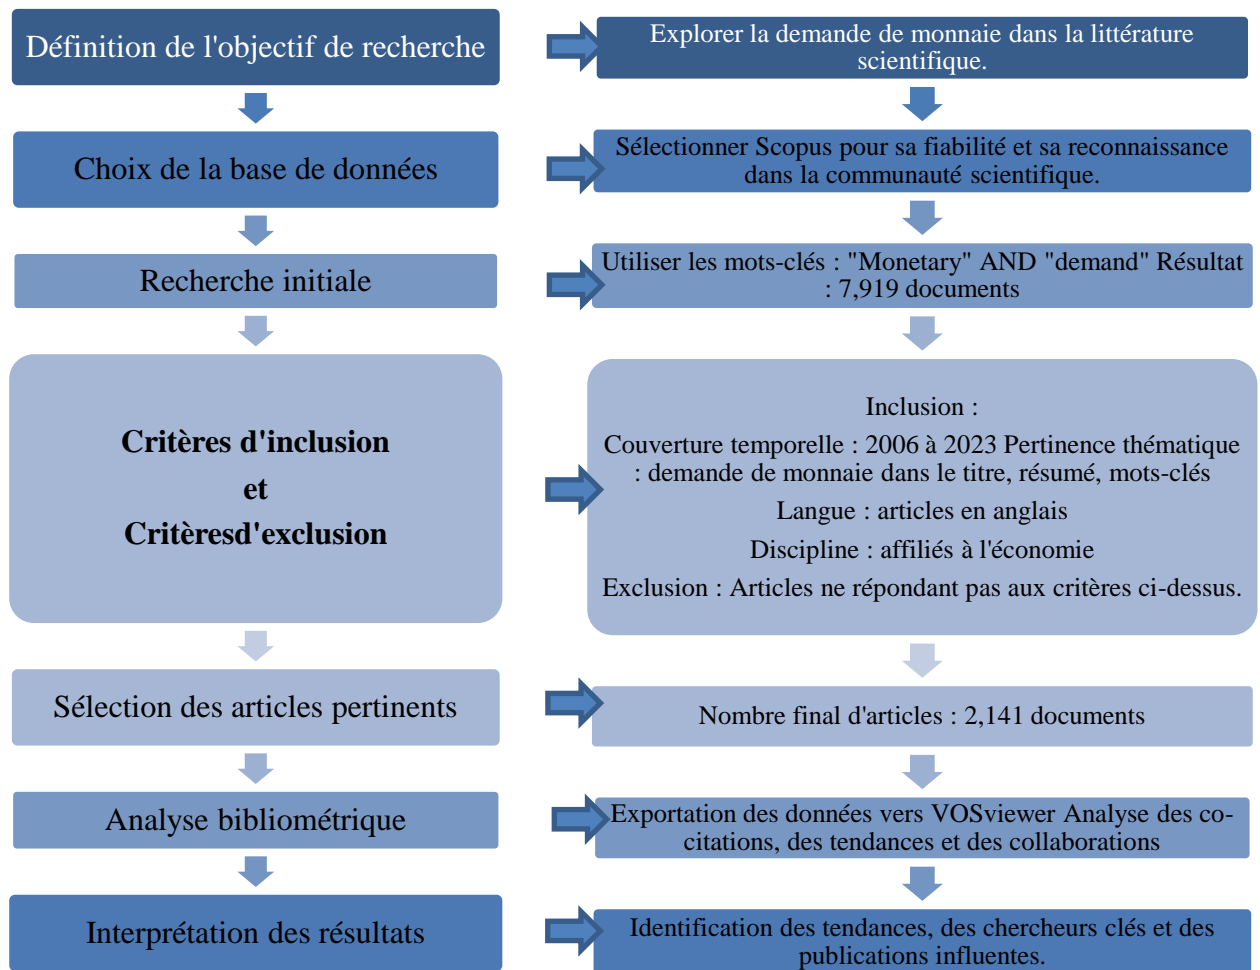 Définition de l'objectif de recherche
Explorer la demande de monnaie dans la littérature
scientifique.
Choix de la base de données
Sélectionner Scopus pour sa fiabilité et sa reconnaissance
dans la communauté scientifique.
Recherche initiale
Utiliser les mots-clés : "Monetary" AND "demand" Résultat
: 7,919 documents
Critères d'inclusion
et
Critèresd'exclusion
Inclusion :
Couverture temporelle : 2006 à 2023 Pertinence thématique
: demande de monnaie dans le titre, résumé, mots-clés
Langue : articles en anglais
Discipline : affiliés à l'économie
Exclusion : Articles ne répondant pas aux critères ci-dessus.
Sélection des articles pertinents
Nombre final d'articles : 2,141 documents
Analyse bibliométrique
Exportation des données vers VOSviewer Analyse des co-
citations, des tendances et des collaborations
Interprétation des résultats
Identification des tendances, des chercheurs clés et des
publications influentes.